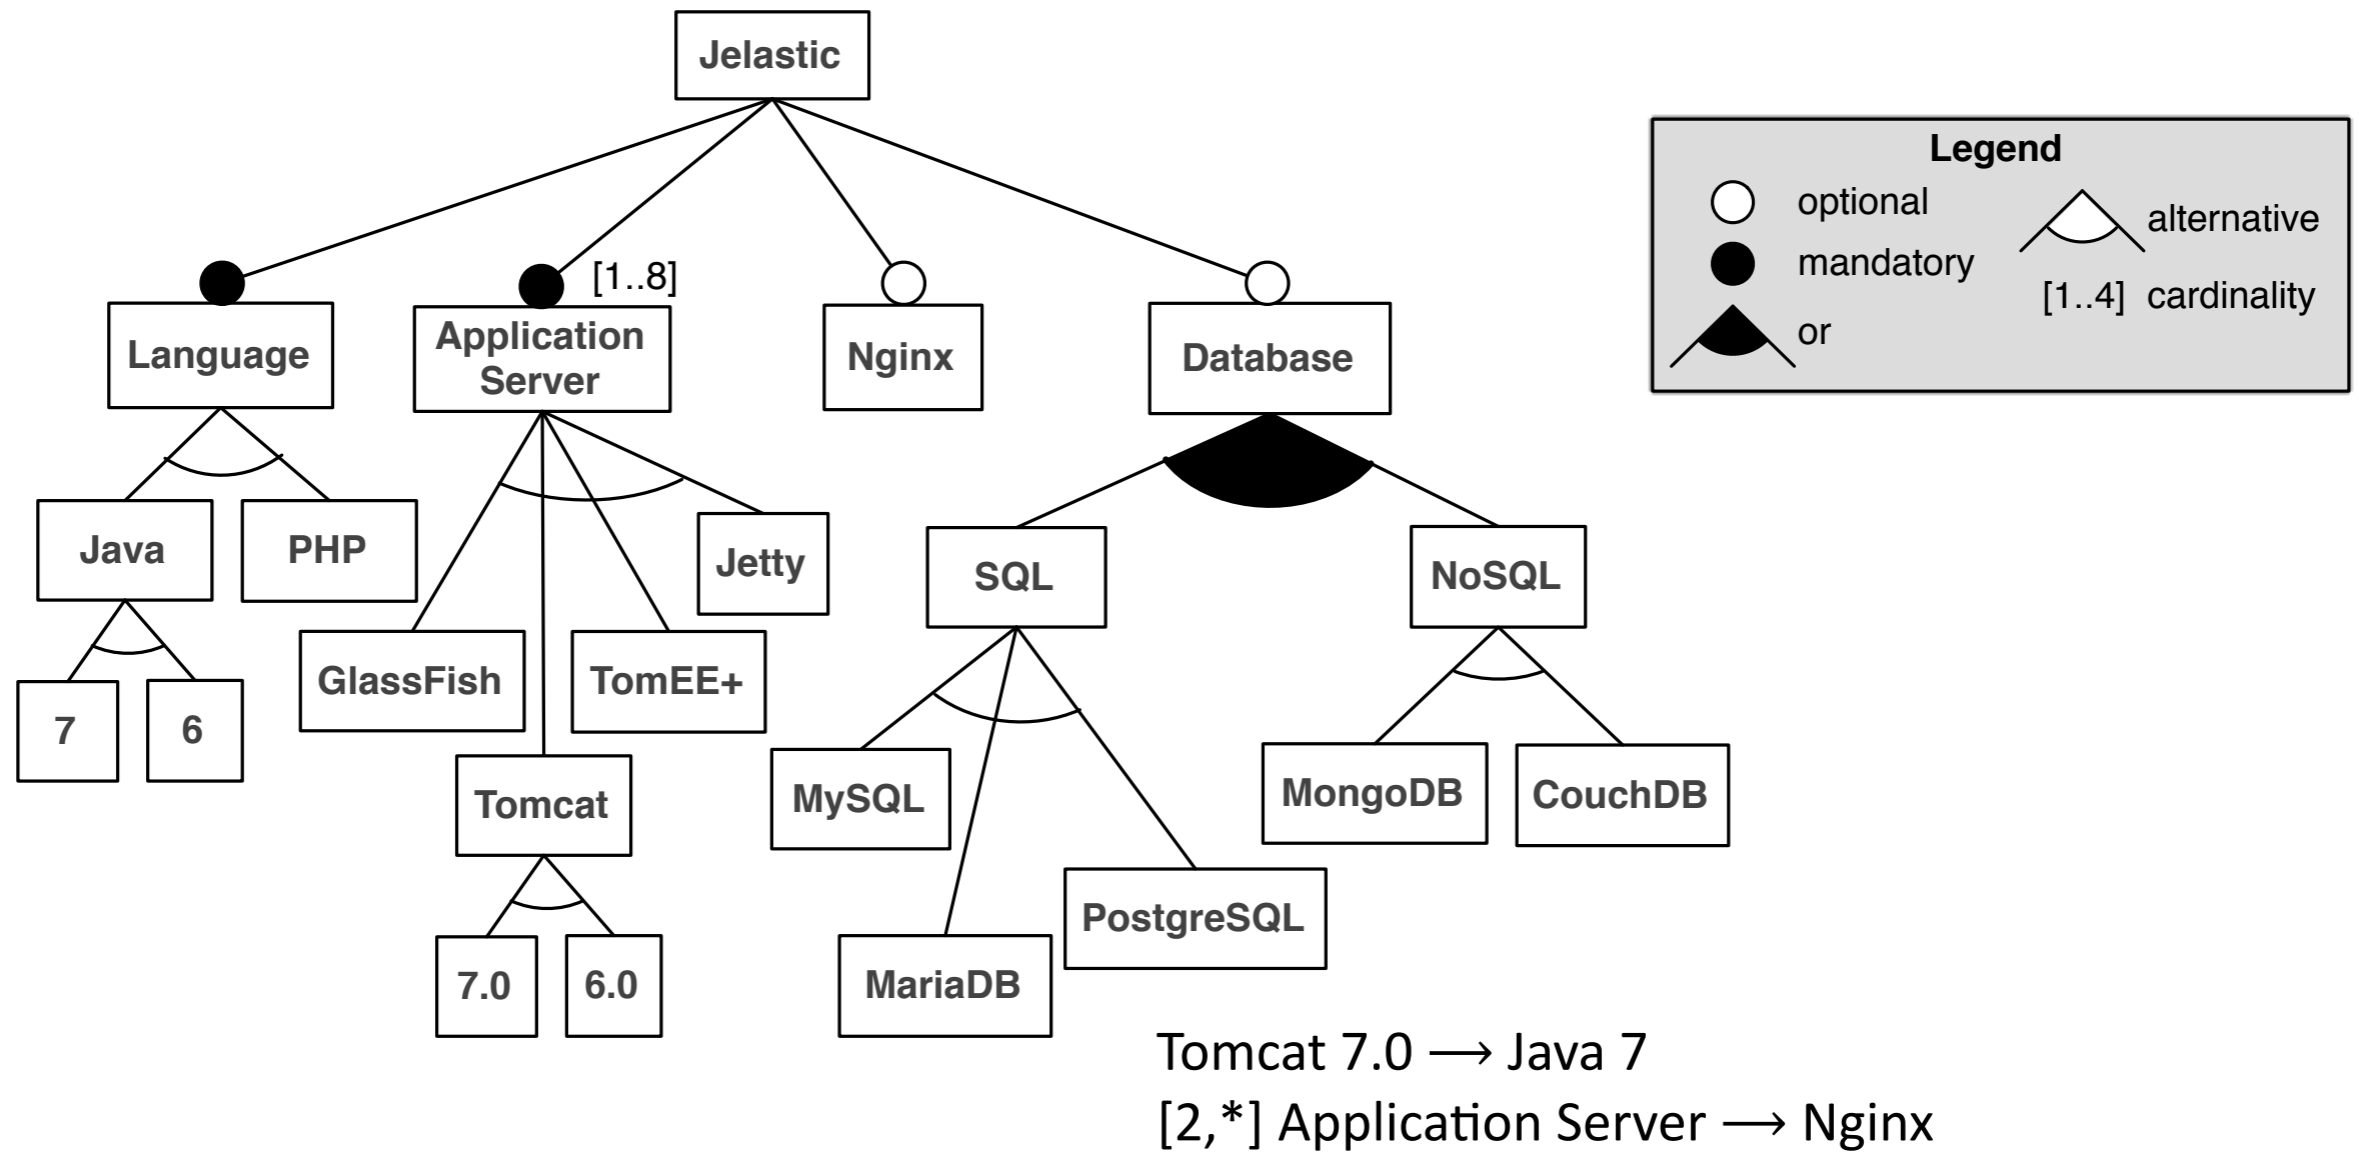 Jelastic
Legend
optional
alternative
mandatory
[1..4] cardinality
or
[1..8]
Language
Application
Server
Nginx
Database
Java
PHP
Jetty
SQL
NoSQL
GlassFish
TomEE+
7
6
Tomcat
MySQL
MongoDB
CouchDB
PostgreSQL
7.0
6.0
MariaDB
Tomcat 7.0 ⟶ Java 7
[2,*] Application Server ⟶ Nginx